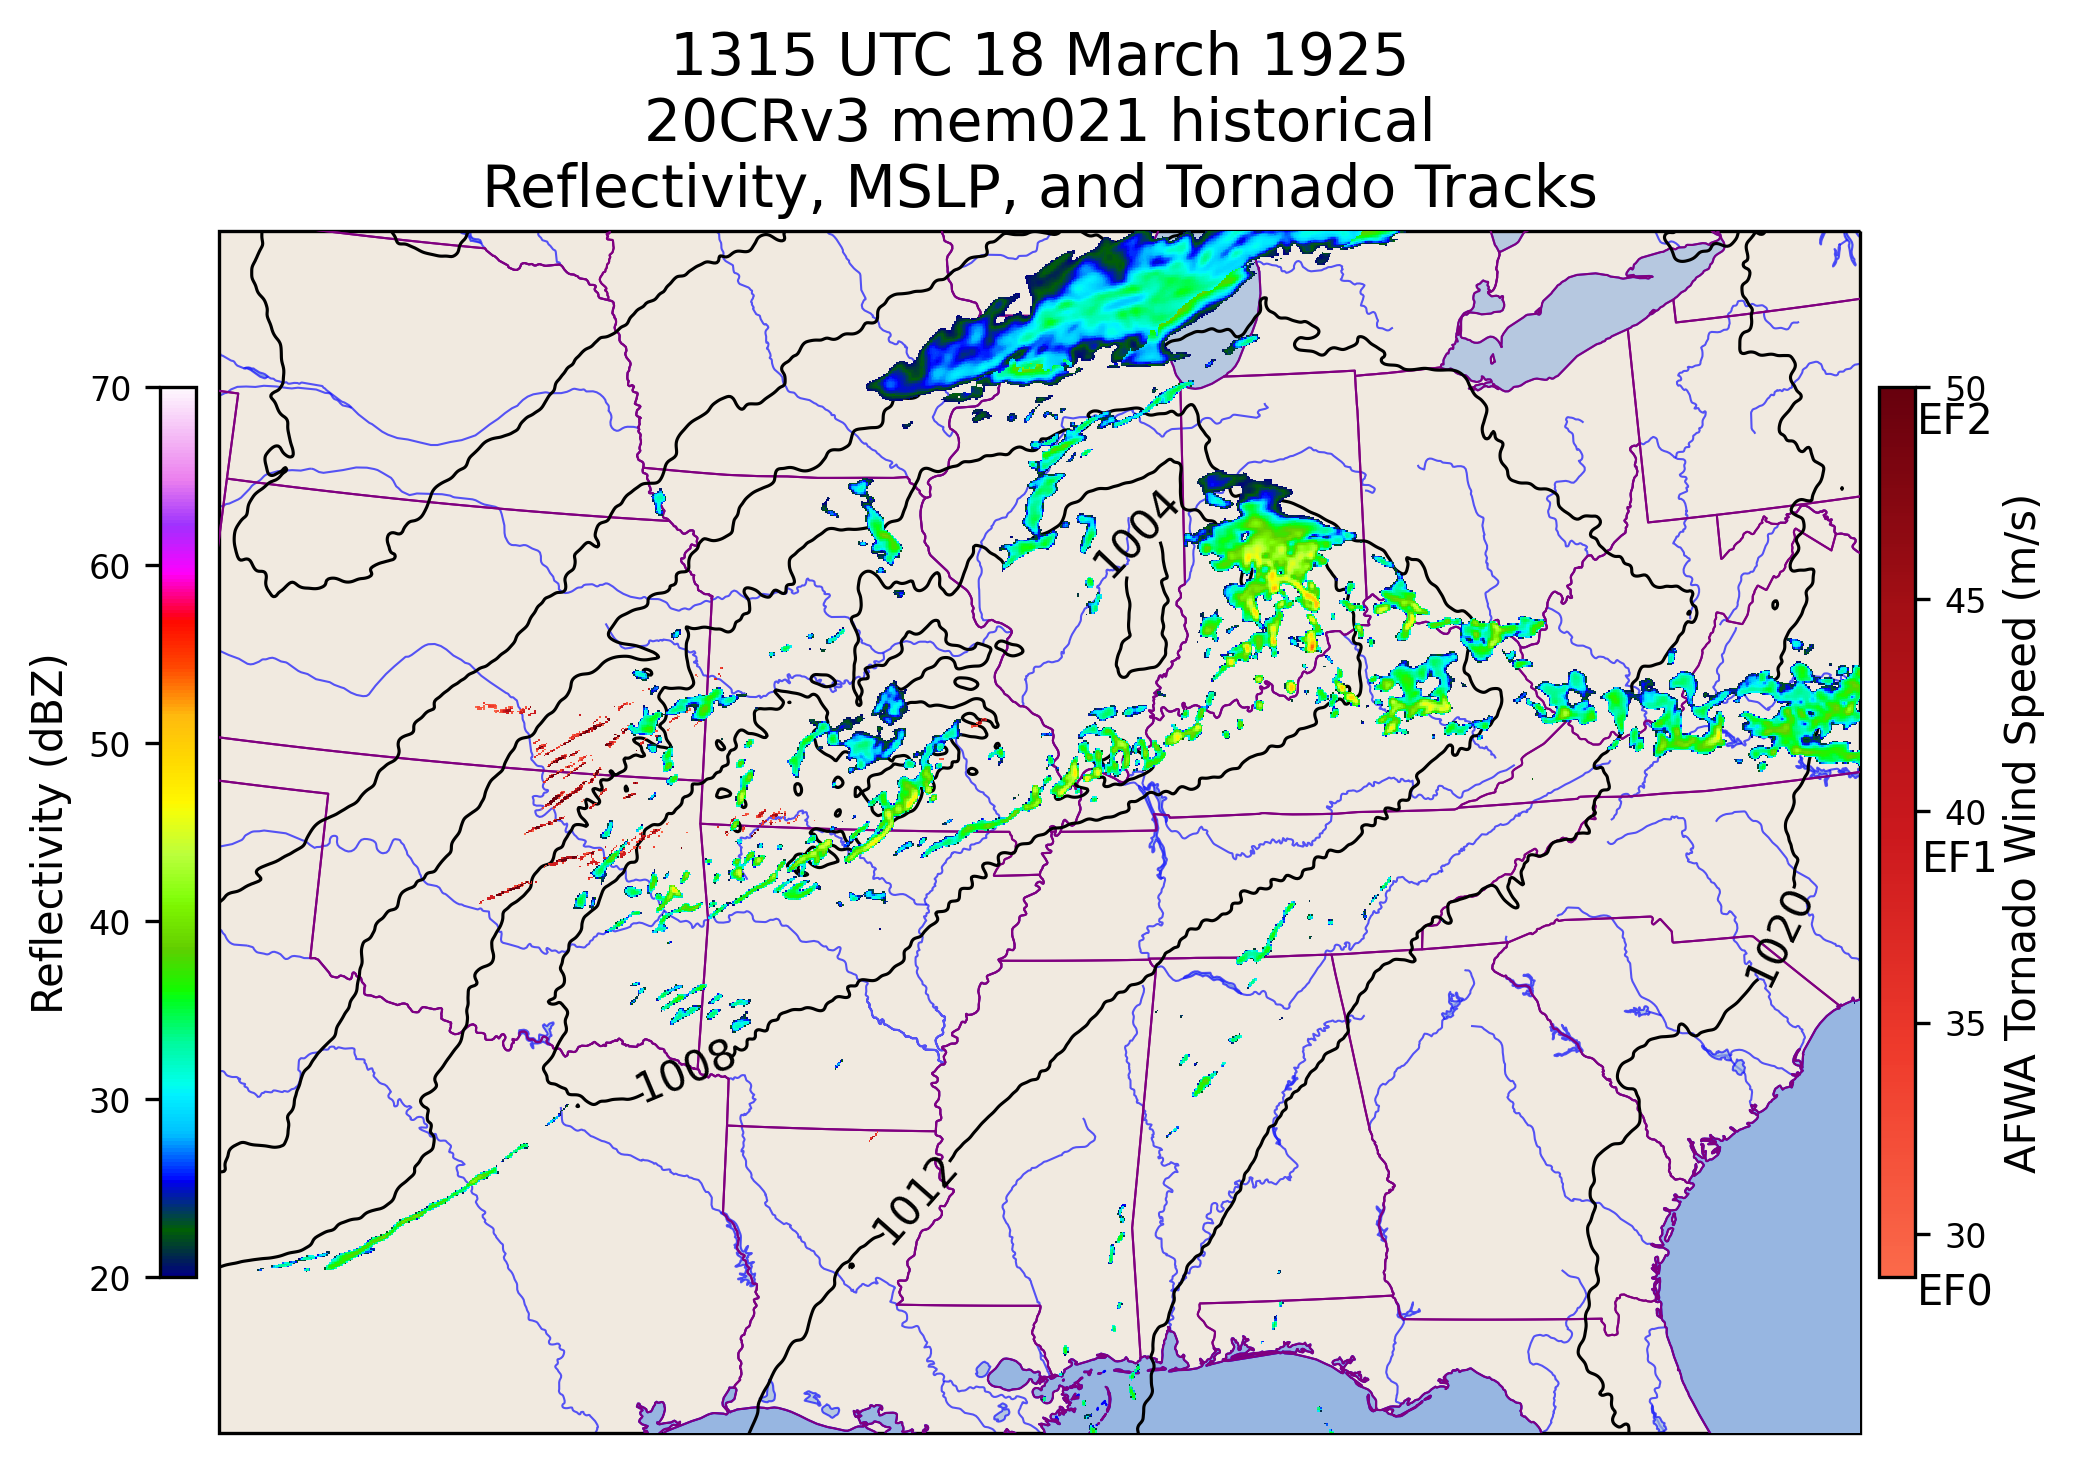 1315 UTC 18 March 1925
20CRv3 mem021 historical
Reflectivity, MSLP, and Tornado Tracks
70
60
50
40
30
20
Reflectivity (dBZ)
1004
1008
1012
1020
50
EF2
45
40
EF1
35
30
EF0
AFWA Tornado Wind Speed (m/s)